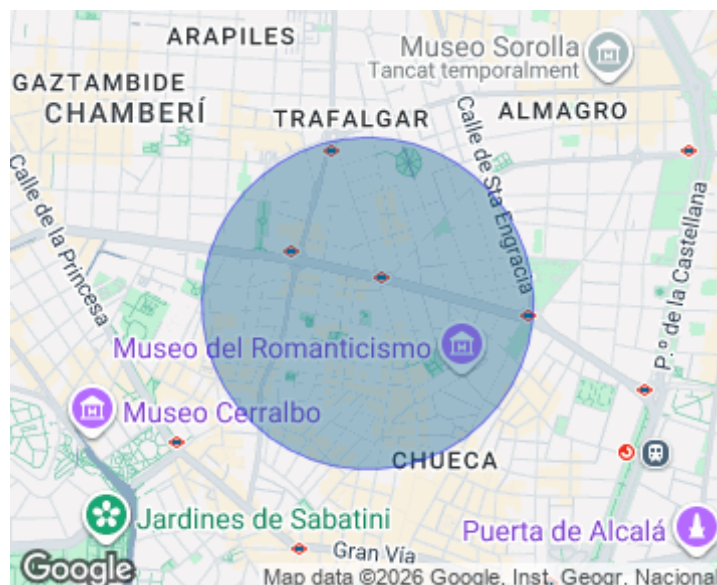 ARAPILES
Museo Sorolla
Tancat temporalment
GAZTAMBIDE
CHAMBERÍ
TRAFALGAR
ALMAGRO
Calle de Sta Engracia
Calle de la Princesa
P.º de la Castellana
Museo del Romanticismo
Museo Cerralbo
CHUECA
Jardines de Sabatini
Puerta de Alcalá
Gran Vía
Google
Map data ©2026 Google, Inst. Geogr. Nacional